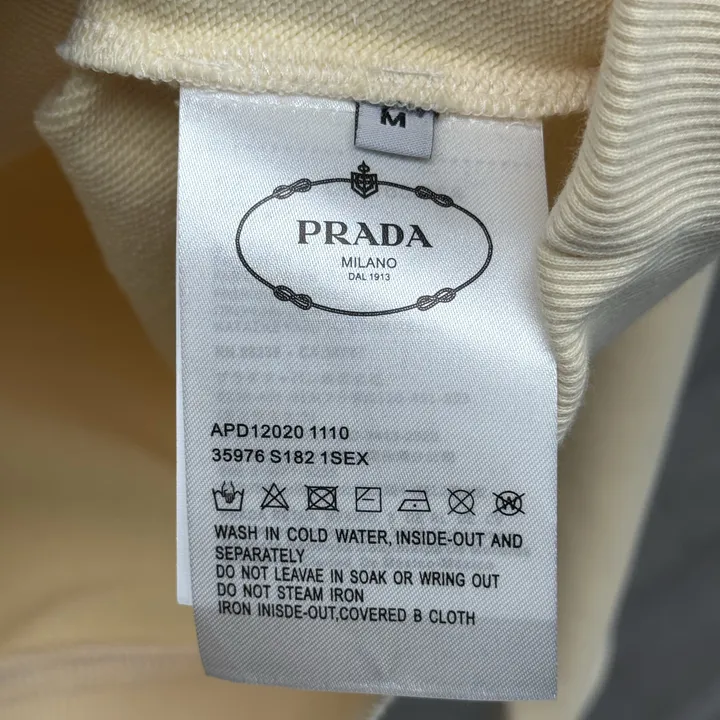 M
PRADA
MILANO
DAL 1913
APD12020 1110
35976 S182 1SEX
WASH IN COLD WATER, INSIDE-OUT AND
SEPARATELY
DO NOT LEAVAE IN SOAK OR WRING OUT
DO NOT STEAM IRON
IRON INISDE-OUT,COVERED B CLOTH